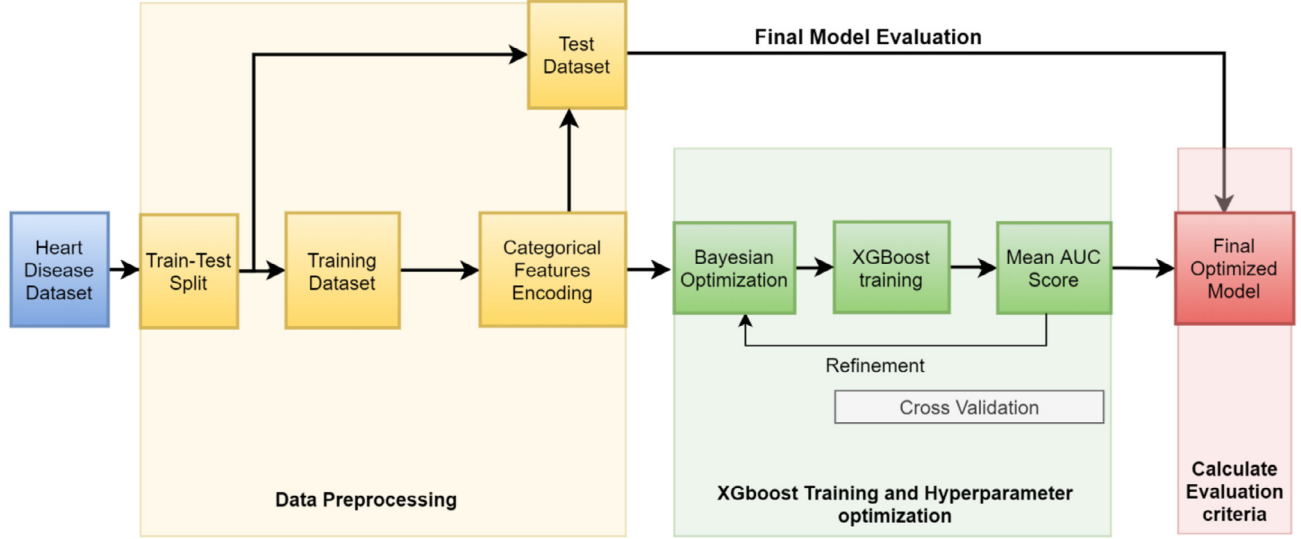 Test
Dataset
Final Model Evaluation
Heart
Disease
Dataset
Train-Test
Split
Training
Dataset
Categorical
Features
Encoding
Bayesian
Optimization
XGBoost
training
Mean AUC
Score
Final
Optimized
Model
Refinement
Cross Validation
Data Preprocessing
XGboost Training and Hyperparameter
optimization
Calculate
Evaluation
criteria